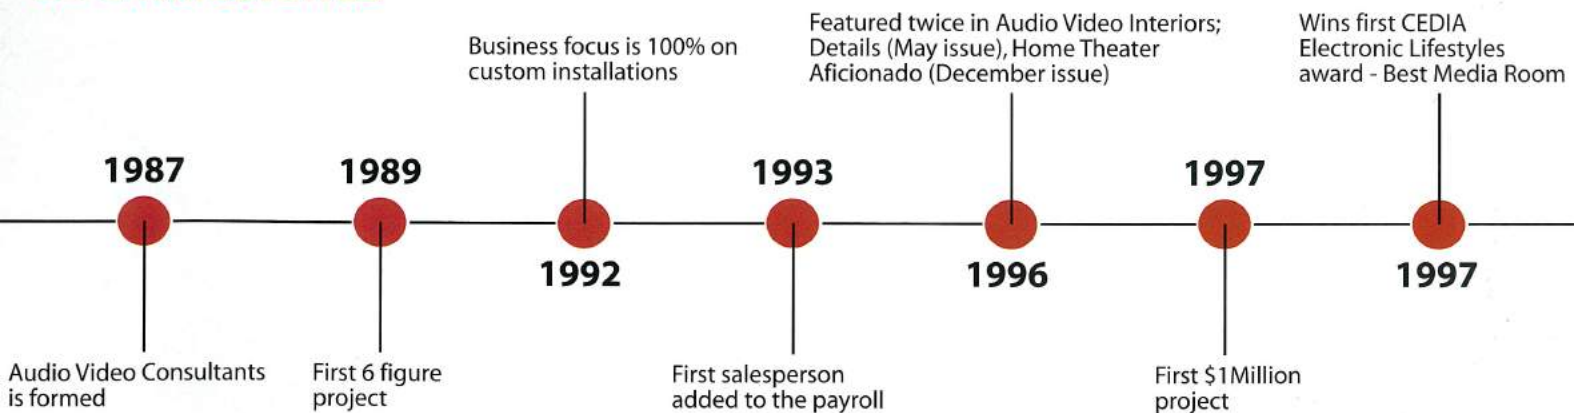 1987
Audio Video Consultants
is formed
1989
First 6 figure
project
Business focus is 100% on
custom installations
1992
1993
First salesperson
added to the payroll
Featured twice in Audio Video Interiors;
Details (May issue), Home Theater
Aficionado (December issue)
1996
1997
First $1Million
project
Wins first CEDIA
Electronic Lifestyles
award - Best Media Room
1997